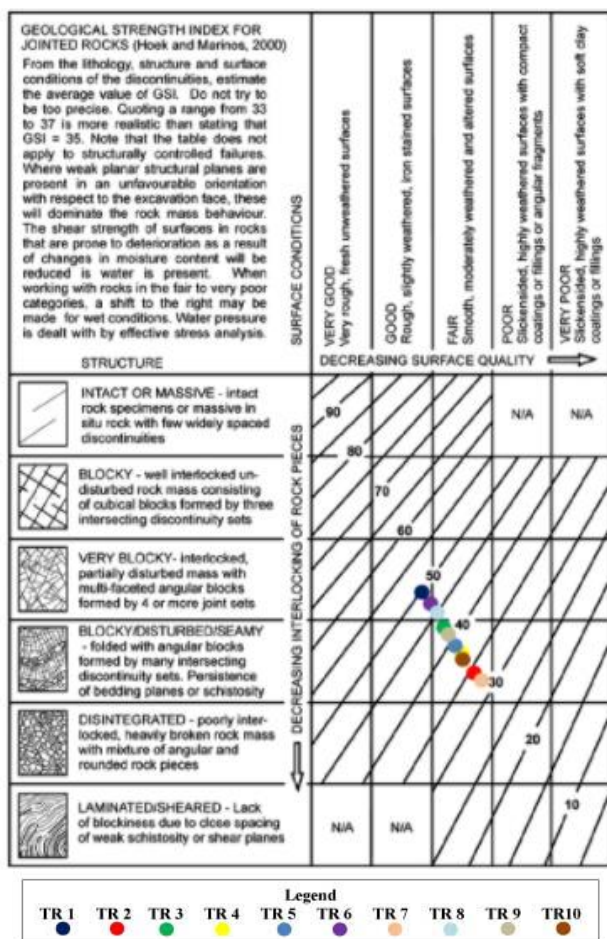 GEOLOGICAL STRENGTH INDEX FOR
JOINTED ROCKS (Hoek and Marinos, 2000)
From the lithology, structure and surface
conditions of the discontinuities, estimate
the average value of GSI. Do not try to
be too precise. Quoting a range from 33
to 37 is more realistic than stating that
GSI = 35. Note that the table does not
apply to structurally controlled failures.
Where weak planar structural planes are
present in an unfavourable orientation
with respect to the excavation face, these
will dominate the rock mass behaviour.
The shear strength of surfaces in rocks
that are prone to deterioration as a result
of changes in moisture content will be
reduced is water is present. When
working with rocks in the fair to very poor
categories, a shift to the right may be
made for wet conditions. Water pressure
is dealt with by effective stress analysis.
STRUCTURE
SURFACE CONDITIONS
VERY GOOD
Very rough, fresh unweathered surfaces
GOOD
Rough, slightly weathered, iron stained surfaces
FAIR
Smooth, moderately weathered and altered surfaces
POOR
Slickensided, highly weathered surfaces with compact
coatings or fillings or angular fragments
VERY POOR
Slickensided, highly weathered surfaces with soft clay
coatings or fillings
DECREASING SURFACE QUALITY
DECREASING INTERLOCKING OF ROCK PIECES
INTACT OR MASSIVE - intact
rock specimens or massive in
situ rock with few widely spaced
discontinuities
90
80
N/A
N/A
BLOCKY - well interlocked un-
disturbed rock mass consisting
of cubical blocks formed by three
intersecting discontinuity sets
70
60
VERY BLOCKY- interlocked,
partially disturbed mass with
multi-faceted angular blocks
formed by 4 or more joint sets
50
BLOCKY/DISTURBED/SEAMY
- folded with angular blocks
formed by many intersecting
discontinuity sets. Persistence
of bedding planes or schistosity
40
30
DISINTEGRATED - poorly inter-
locked, heavily broken rock mass
with mixture of angular and
rounded rock pieces
20
LAMINATED/SHEARED - Lack
of blockiness due to close spacing
of weak schistosity or shear planes
N/A
N/A
10
Legend
TR 1 TR 2 TR 3 TR 4 TR 5 TR 6 TR 7 TR 8 TR 9 TR10